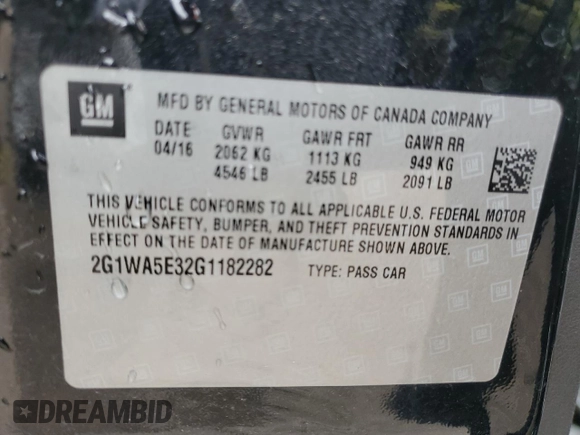 GM
MFD BY GENERAL MOTORS OF CANADA COMPANY
DATE GVWR GAWR FRT GAWR RR
04/16 2062 KG 1113 KG 949 KG
4546 LB 2455 LB 2091 LB
THIS VEHICLE CONFORMS TO ALL APPLICABLE U.S. FEDERAL MOTOR
VEHICLE SAFETY, BUMPER, AND THEFT PREVENTION STANDARDS IN
EFFECT ON THE DATE OF MANUFACTURE SHOWN ABOVE.
2G1WA5E32G1182282 TYPE: PASS CAR
DREAMBID